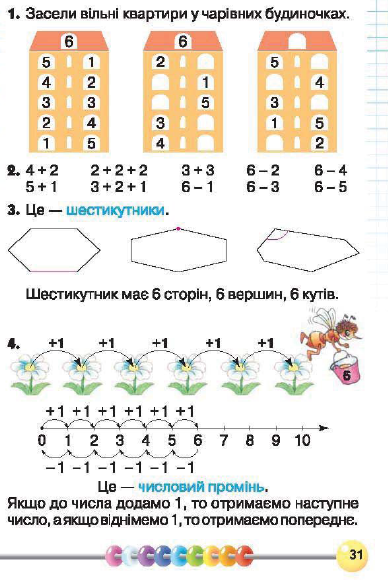 1. Засели вільні квартири у чарівних будиночках.
6 6
5 1 2 5
4 2 1 4
3 3 5 3
2 4 3 1 5
1 5 4 2
2. 4 + 2 2 + 2 + 2 3 + 3 6 – 2 6 – 4
5 + 1 3 + 2 + 1 6 – 1 6 – 3 6 – 5
3. Це — шестикутники.
Шестикутник має 6 сторін, 6 вершин, 6 кутів.
4. +1 +1 +1 +1 +1
5
+1 +1 +1 +1 +1 +1
0 1 2 3 4 5 6 7 8 9 10
–1 –1 –1 –1 –1 –1
Це — числовий промінь.
Якщо до числа додамо 1, то отримаємо наступне
число, а якщо віднімемо 1, то отримаємо попереднє.
31